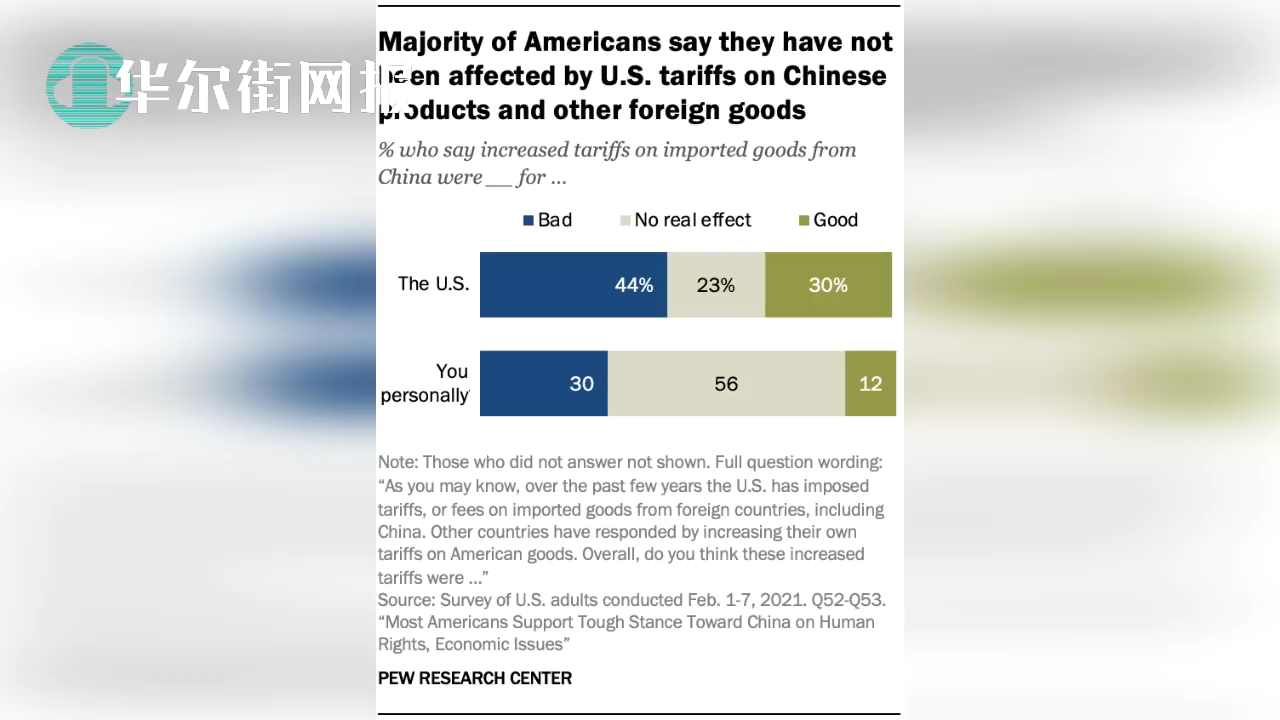 华尔街网报
Majority of Americans say they have not
been affected by U.S. tariffs on Chinese
products and other foreign goods
% who say increased tariffs on imported goods from
China were __ for ...
Bad No real effect Good
The U.S. 44% 23% 30%
You
personally 30 56 12
Note: Those who did not answer not shown. Full question wording:
“As you may know, over the past few years the U.S. has imposed
tariffs, or fees on imported goods from foreign countries, including
China. Other countries have responded by increasing their own
tariffs on American goods. Overall, do you think these increased
tariffs were ...”
Source: Survey of U.S. adults conducted Feb. 1-7, 2021. Q52-Q53.
“Most Americans Support Tough Stance Toward China on Human
Rights, Economic Issues”
PEW RESEARCH CENTER